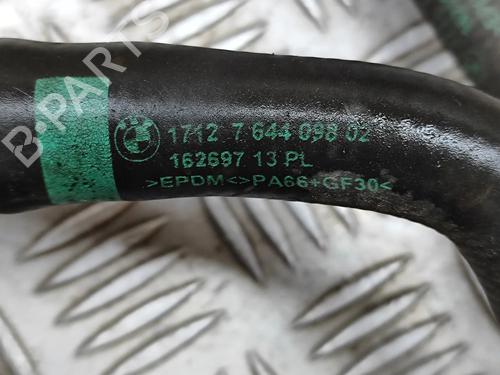 B-PARTS
1712 7 644 098 02
162697 13 PL
>EPDM<>PA66+GF30<